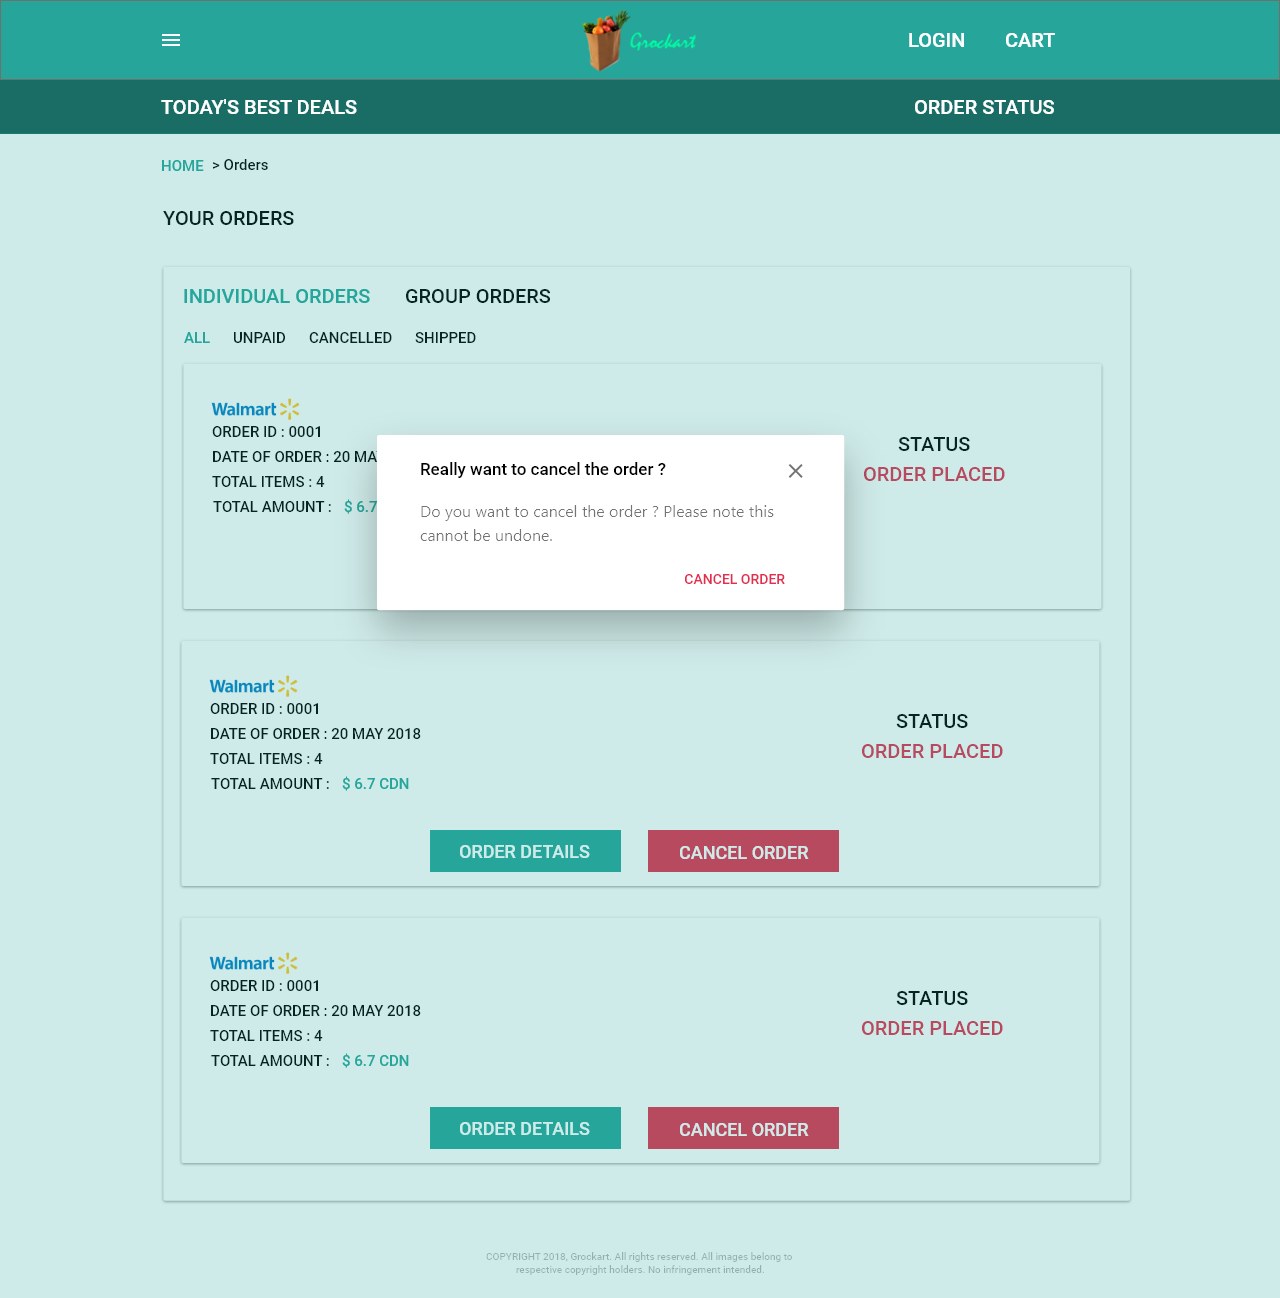 Grockart
LOGIN CART
TODAY'S BEST DEALS ORDER STATUS
HOME > Orders
YOUR ORDERS
INDIVIDUAL ORDERS GROUP ORDERS
ALL UNPAID CANCELLED SHIPPED
Walmart
ORDER ID : 0001
DATE OF ORDER : 20 MA
TOTAL ITEMS : 4
TOTAL AMOUNT : $ 6.7
STATUS
ORDER PLACED
Really want to cancel the order ?
Do you want to cancel the order ? Please note this
cannot be undone.
CANCEL ORDER
Walmart
ORDER ID : 0001
DATE OF ORDER : 20 MAY 2018
TOTAL ITEMS : 4
TOTAL AMOUNT : $ 6.7 CDN
STATUS
ORDER PLACED
ORDER DETAILS CANCEL ORDER
Walmart
ORDER ID : 0001
DATE OF ORDER : 20 MAY 2018
TOTAL ITEMS : 4
TOTAL AMOUNT : $ 6.7 CDN
STATUS
ORDER PLACED
ORDER DETAILS CANCEL ORDER
COPYRIGHT 2018, Grockart. All rights reserved. All images belong to
respective copyright holders. No infringement intended.